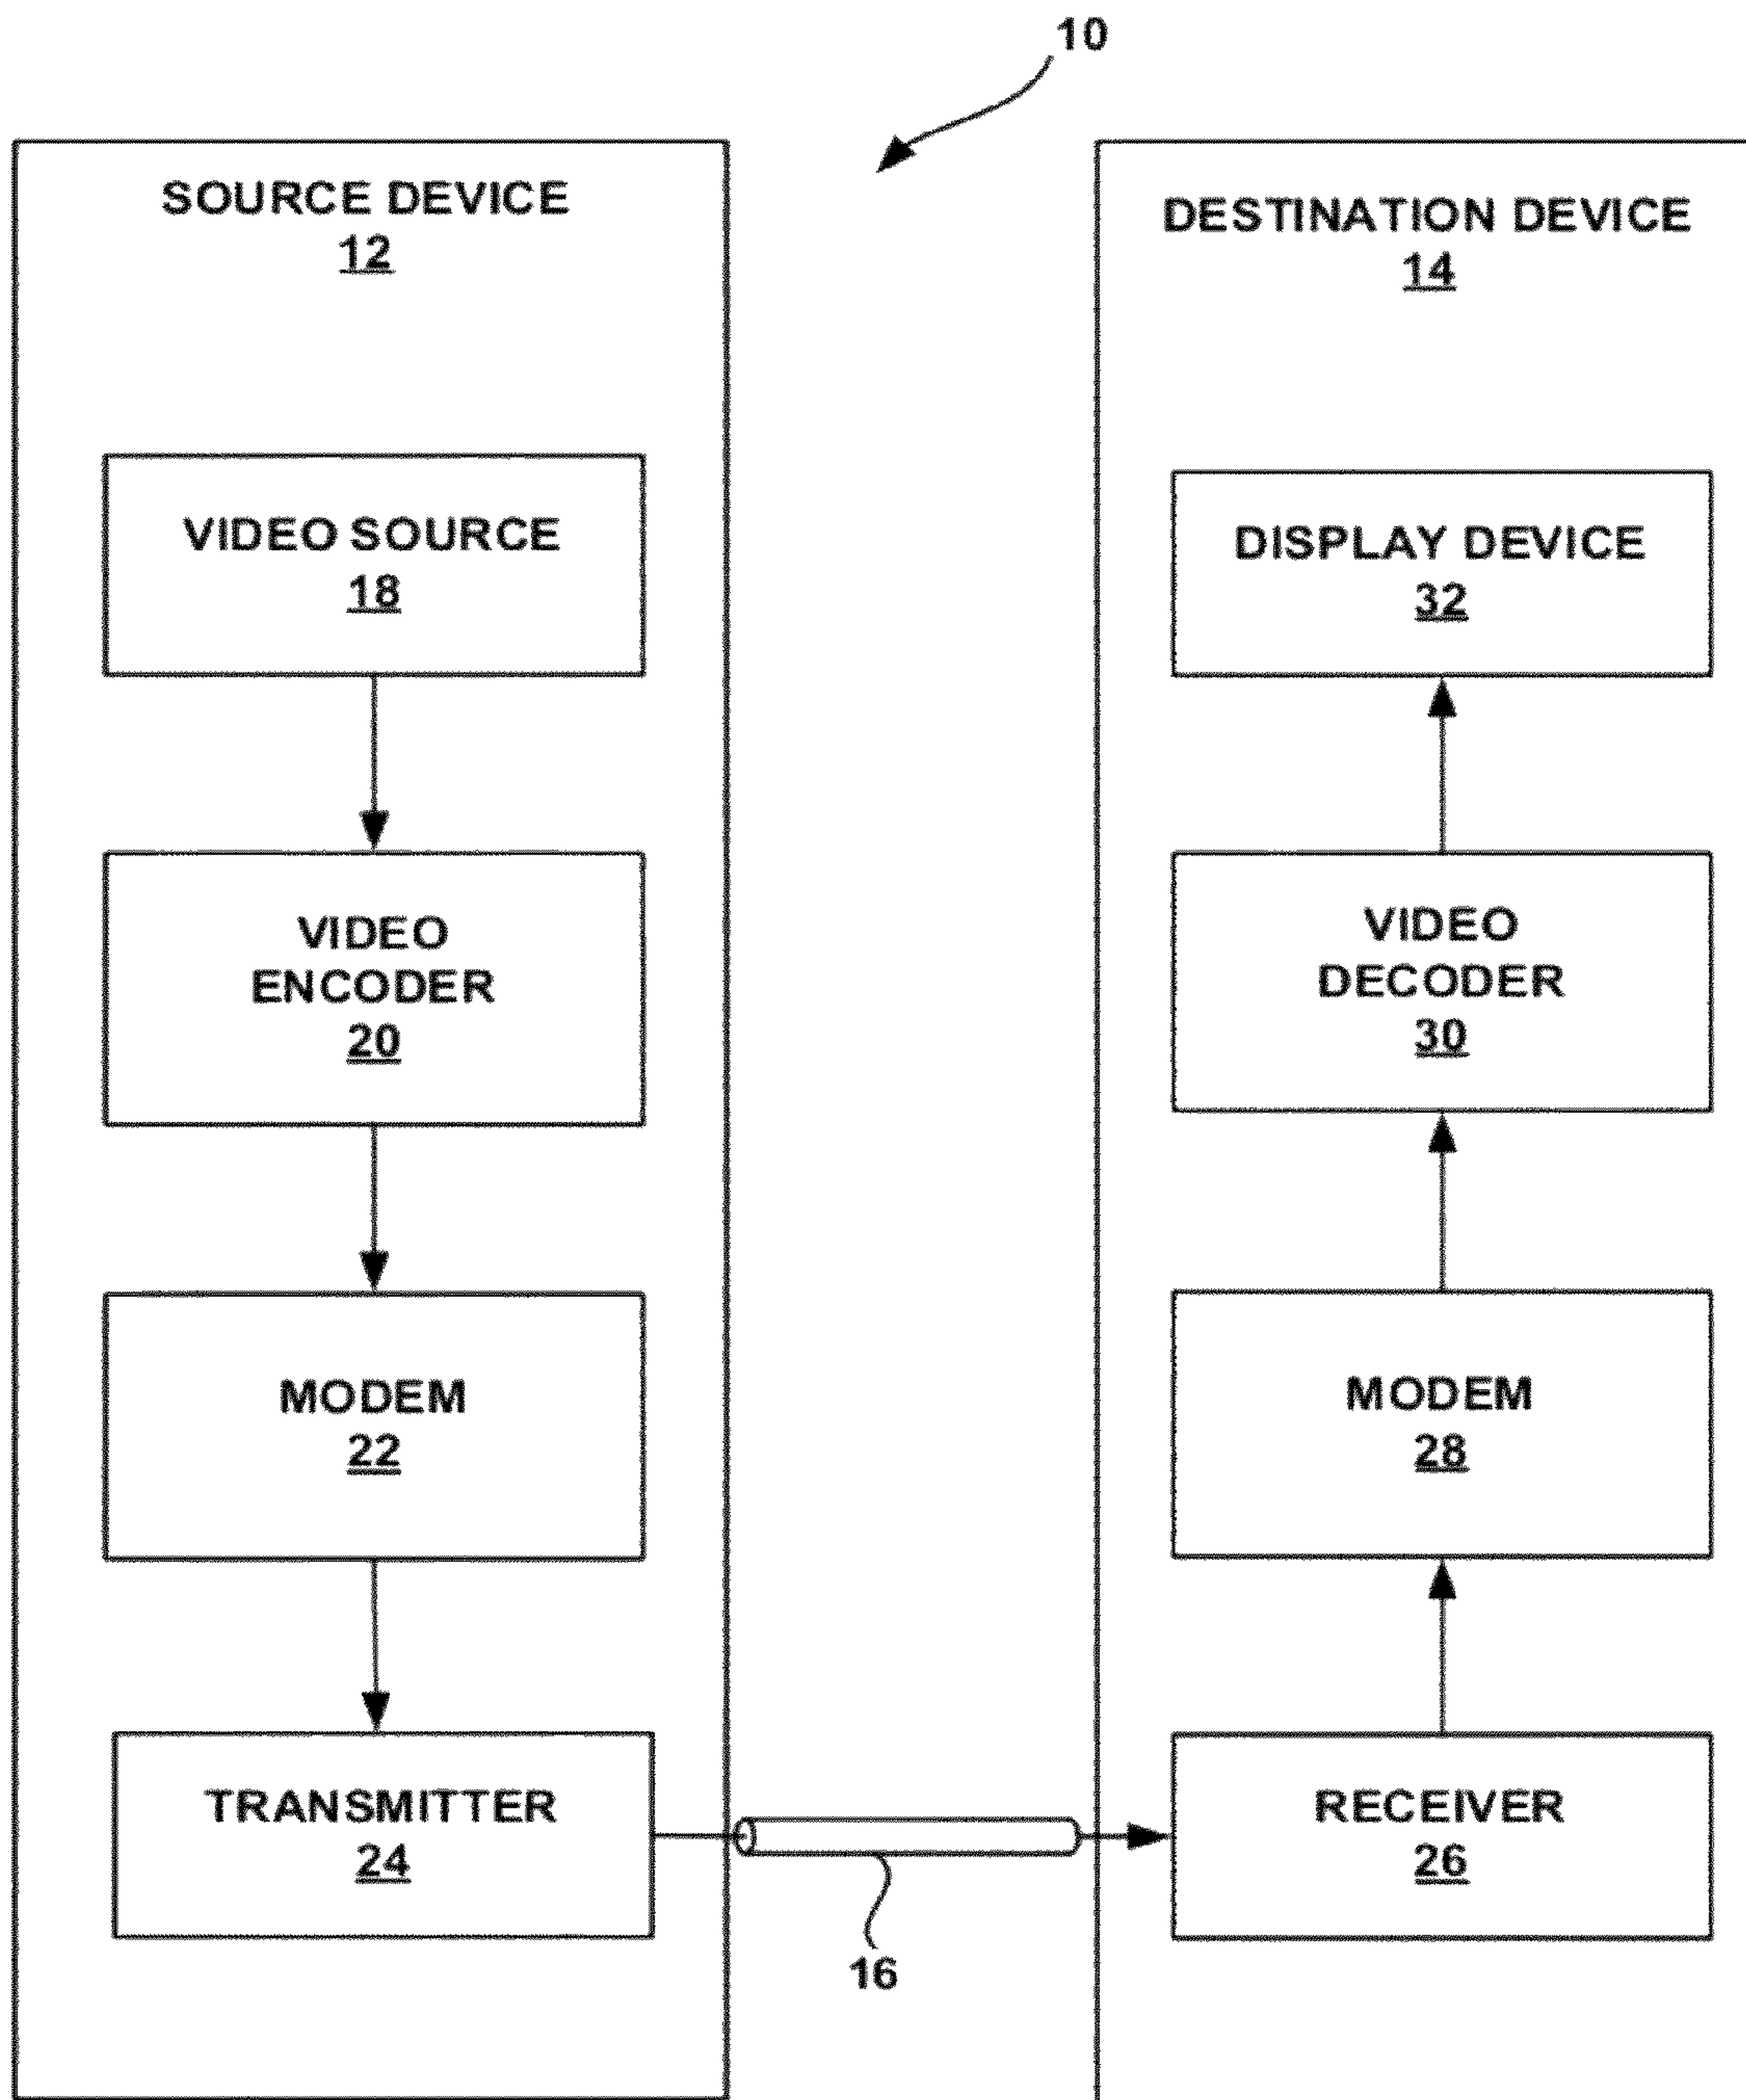 10
SOURCE DEVICE
12
VIDEO SOURCE
18
VIDEO
ENCODER
20
MODEM
22
TRANSMITTER
24
16
DESTINATION DEVICE
14
DISPLAY DEVICE
32
VIDEO
DECODER
30
MODEM
28
RECEIVER
26